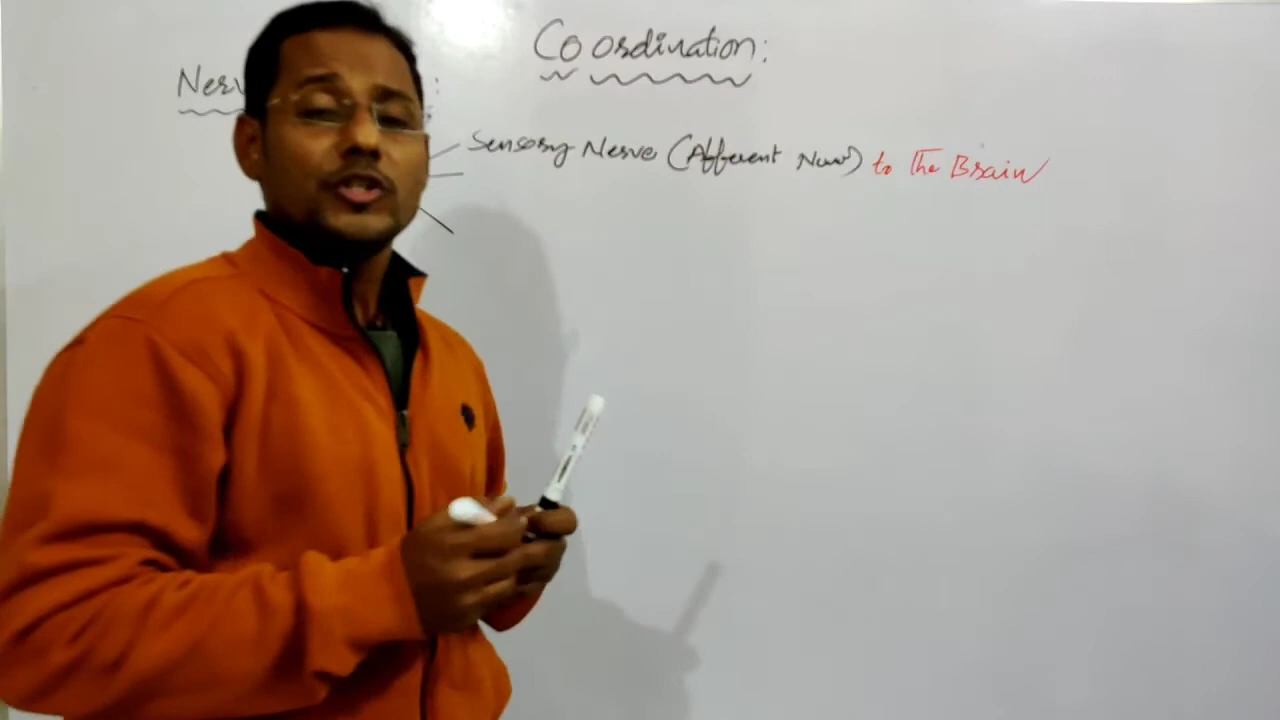 Coordination:
Nerv
Sensory Nerve (Afferent Nerve) to The Brain